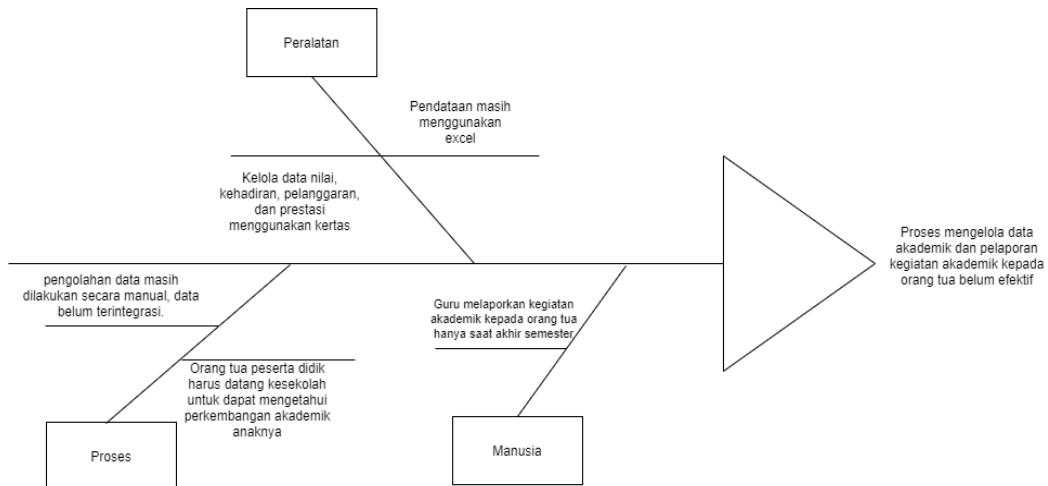 Peralatan
Pendataan masih
menggunakan
excel
Kelola data nilai,
kehadiran, pelanggaran,
dan prestasi
menggunakan kertas
Proses mengelola data
akademik dan pelaporan
kegiatan akademik kepada
orang tua belum efektif
pengolahan data masih
dilakukan secara manual, data
belum terintegrasi.
Guru melaporkan kegiatan
akademik kepada orang tua
hanya saat akhir semester
Orang tua peserta didik
harus datang kesekolah
untuk dapat mengetahui
perkembangan akademik
anaknya
Proses
Manusia